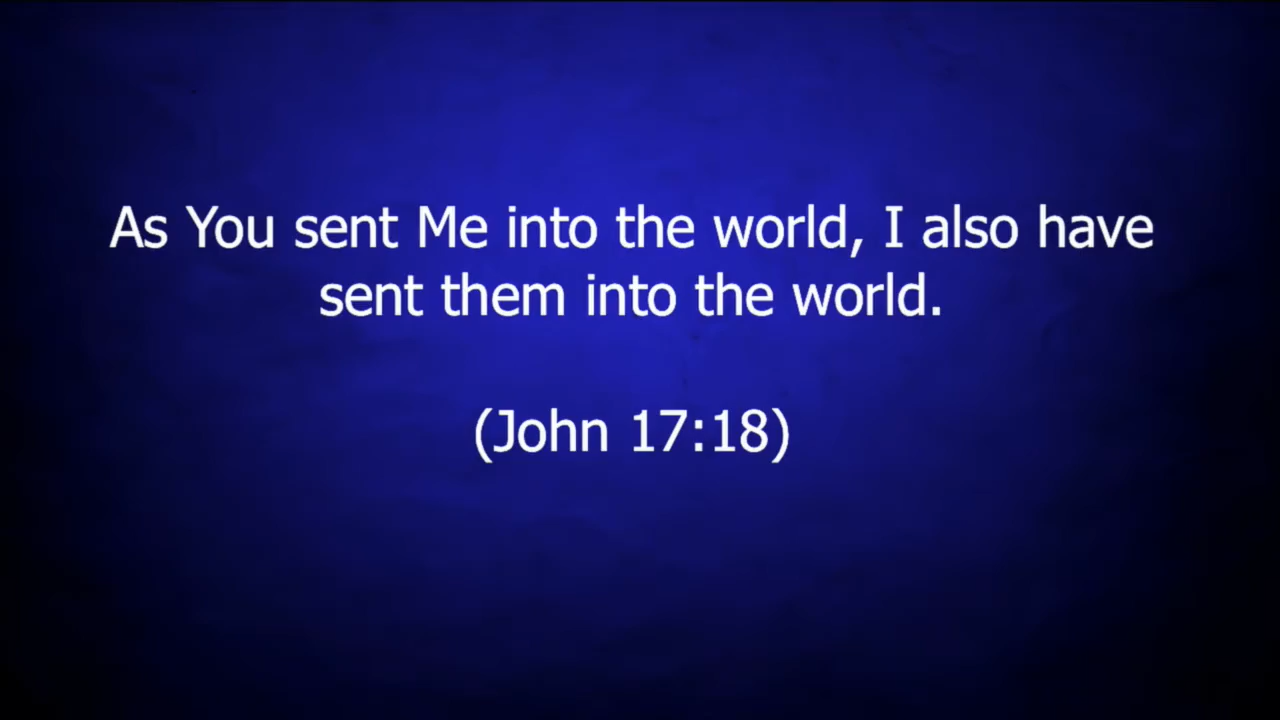 As You sent Me into the world, I also have
sent them into the world.
(John 17:18)